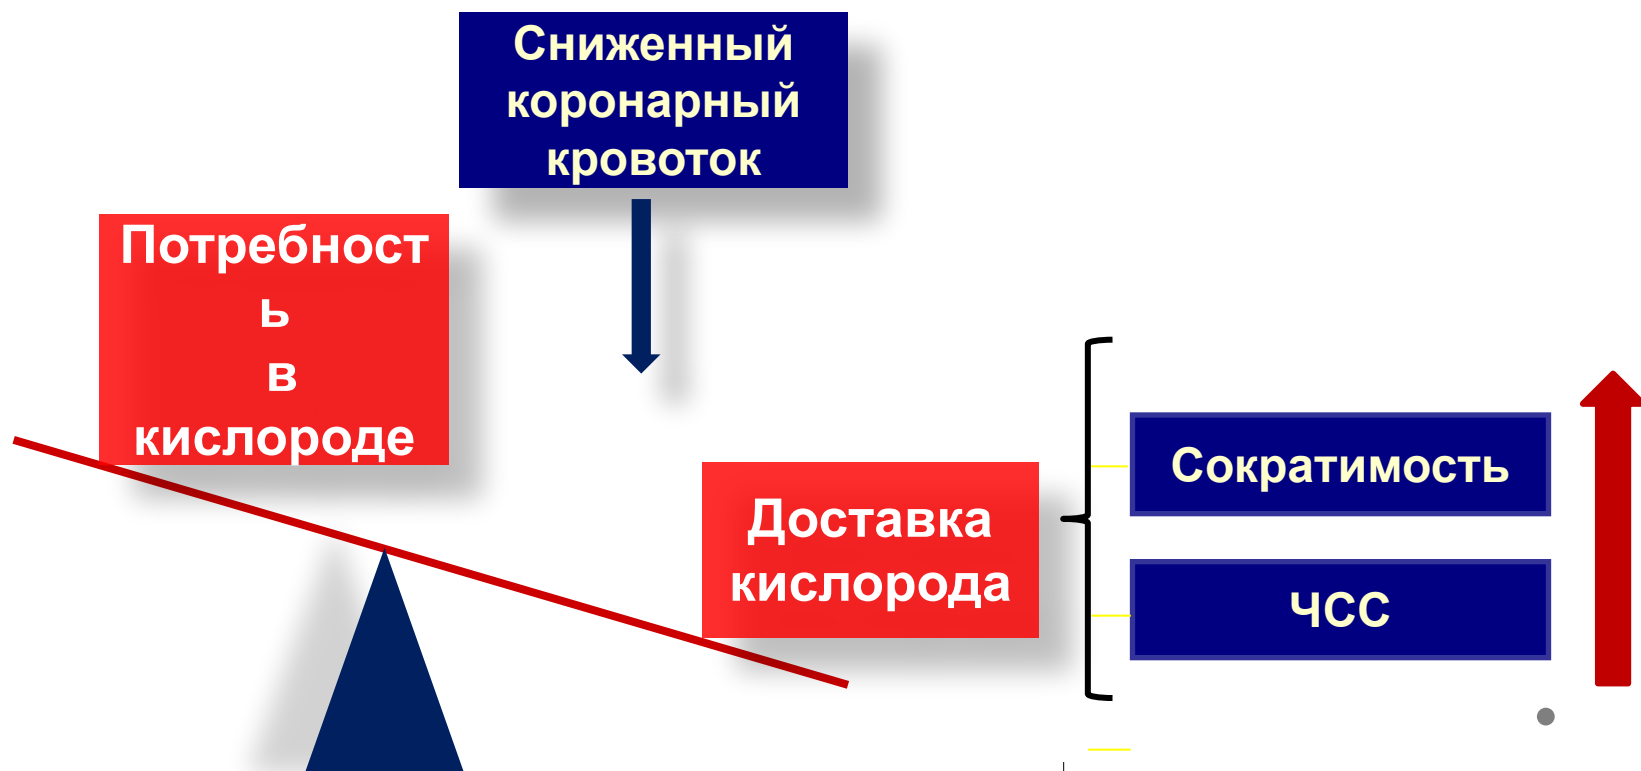 Сниженный
коронарный
кровоток
Потребност
ь
в
кислороде
Доставка
кислорода
Сократимость
ЧСС